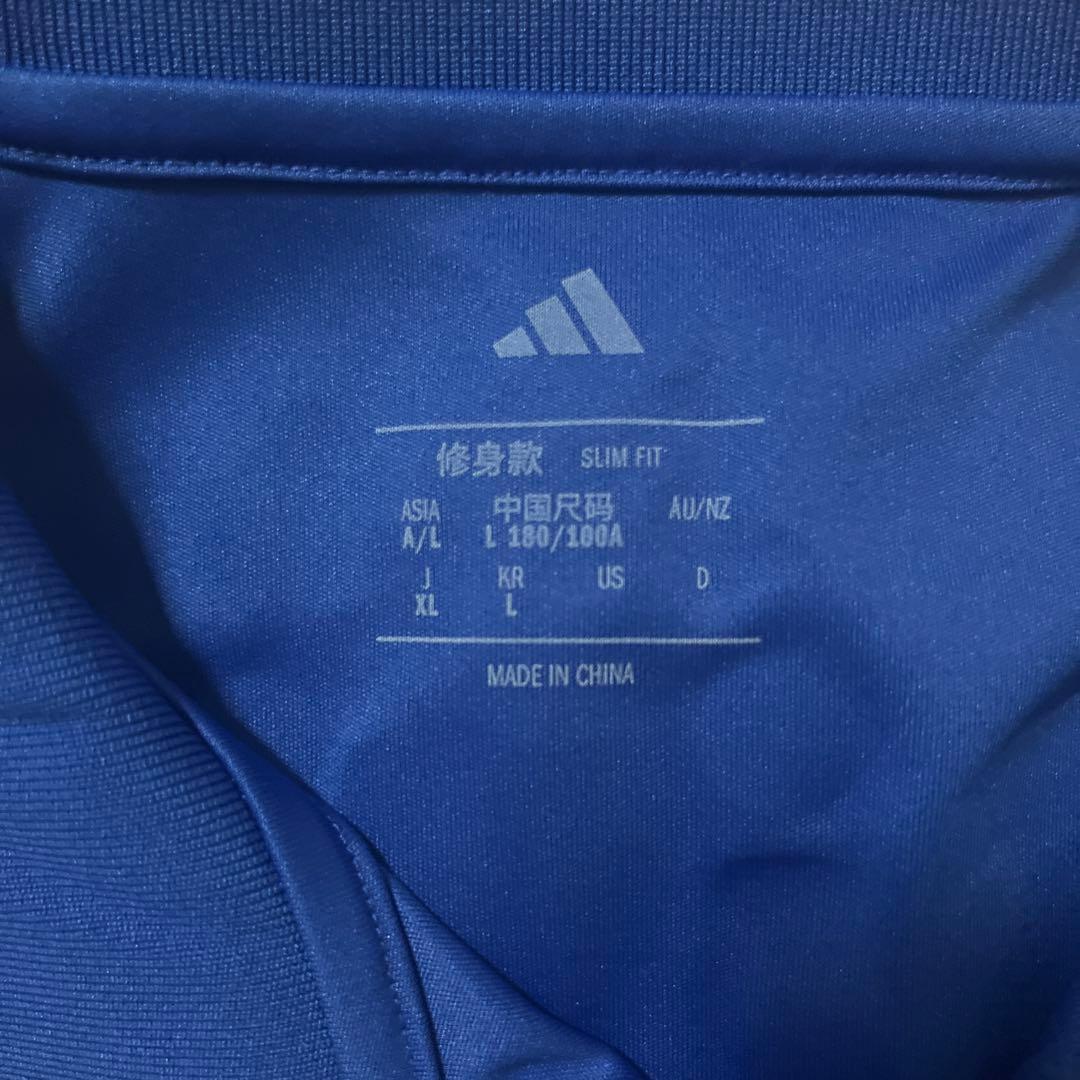 修身款 SLIM FIT
ASIA 中国尺码 AU/NZ
A/L L 180/100A
J KR US D
XL L
MADE IN CHINA